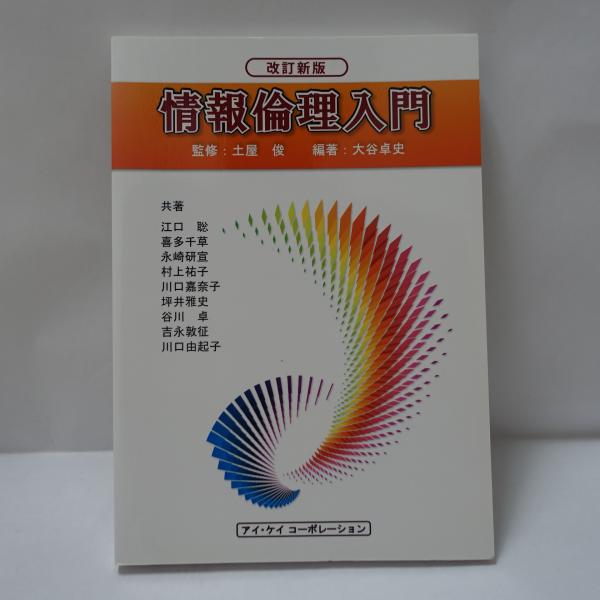 改訂新版
情報倫理入門
監修：土屋　俊　　編著：大谷卓史
共著
江口　聡
喜多千草
永崎研宣
村上祐子
川口嘉奈子
坪井雅史
谷川　卓
吉永敦征
川口由起子
アイ・ケイ コーポレーション